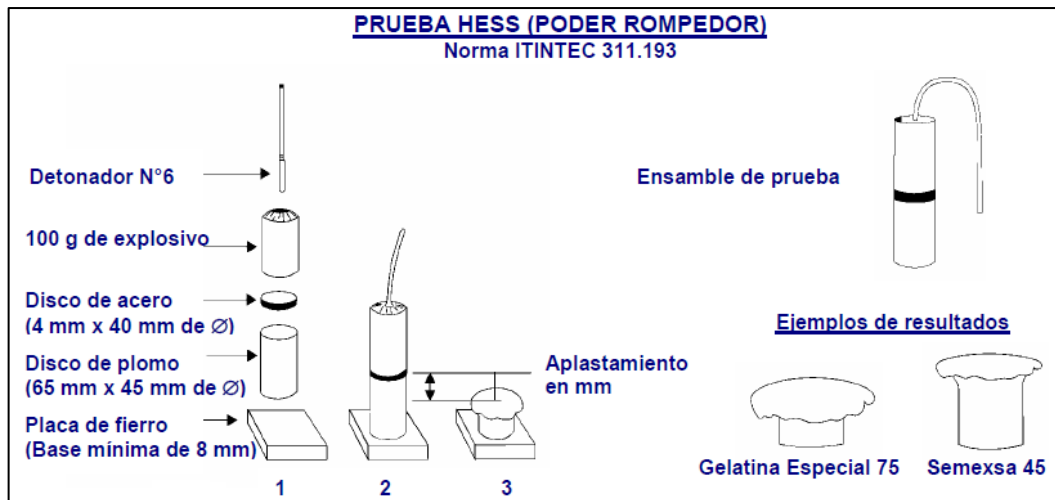 PRUEBA HESS (PODER ROMPEDOR)
Norma ITINTEC 311.193
Detonador N°6
100 g de explosivo
Disco de acero
(4 mm x 40 mm de ∅)
Disco de plomo
(65 mm x 45 mm de ∅)
Placa de fierro
(Base mínima de 8 mm)
1
2
3
Aplastamiento
en mm
Ensamble de prueba
Ejemplos de resultados
Gelatina Especial 75
Semexsa 45